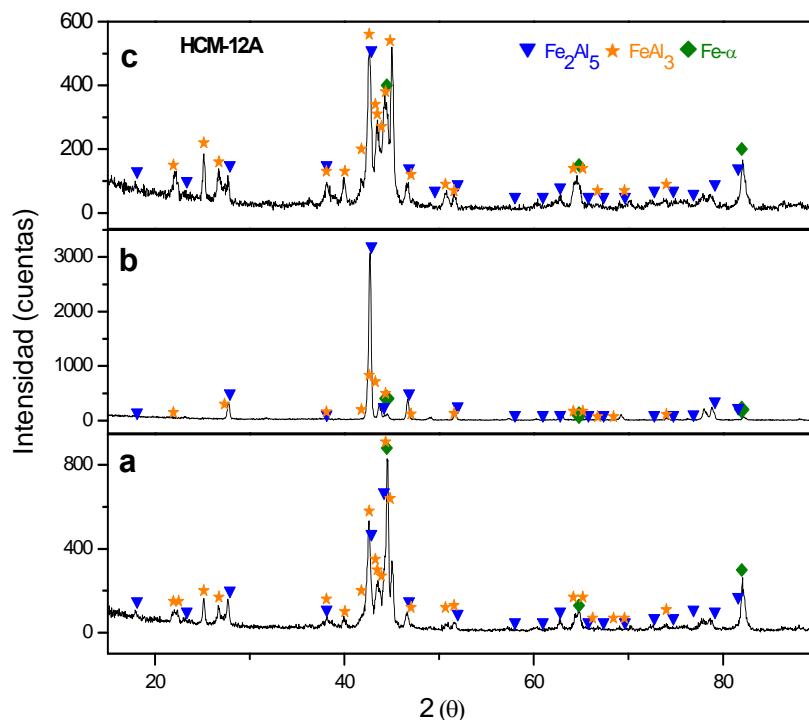 HCM-12A
Fe2Al5 FeAl3 Fe-α
c
600
400
200
0
b
3000
2000
1000
0
a
800
400
0
Intensidad (cuentas)
20 40 60 80
2 (θ)